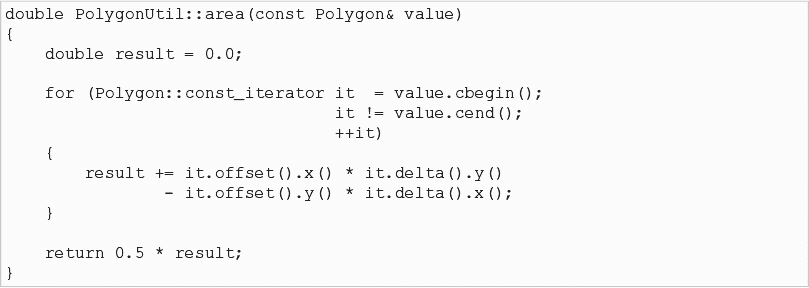 double PolygonUtil::area(const Polygon& value)
{
    double result = 0.0;

    for (Polygon::const_iterator it  = value.cbegin();
                                 it != value.cend();
                                 ++it)
    {
        result += it.offset().x() * it.delta().y()
                - it.offset().y() * it.delta().x();
    }

    return 0.5 * result;
}